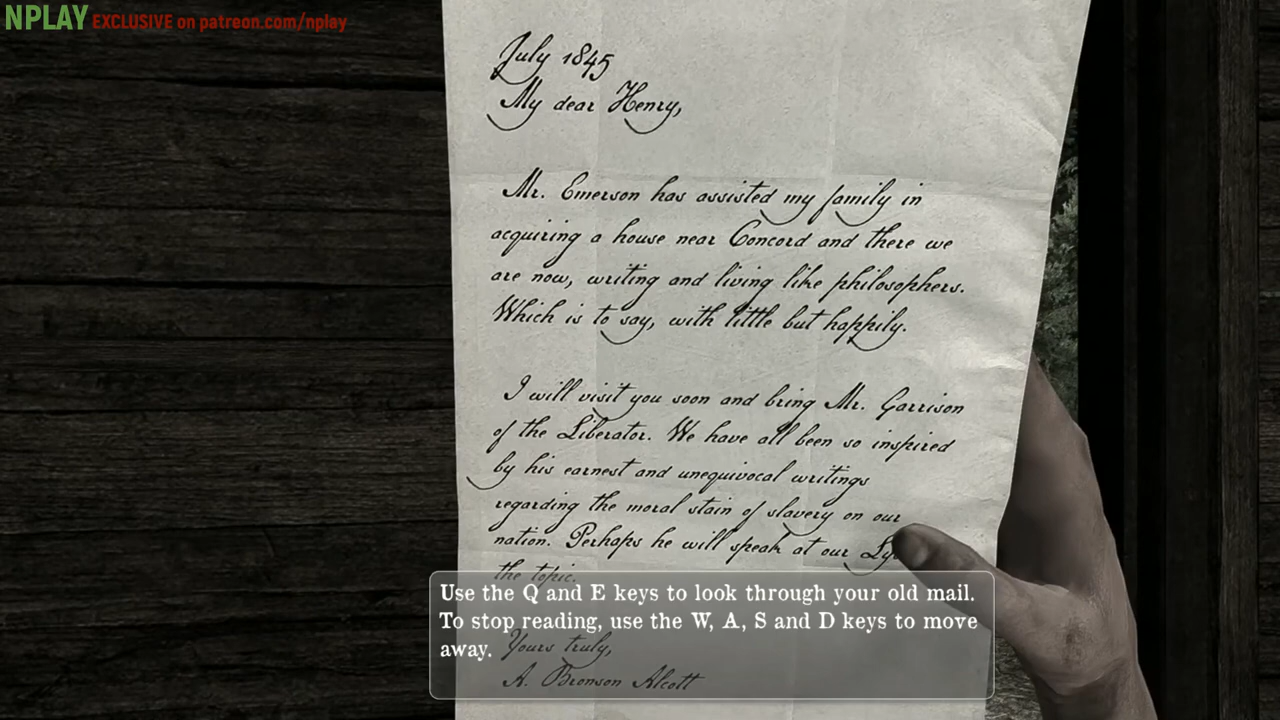 NPLAY EXCLUSIVE on patreon.com/nplay
July 1845
My dear Henry,
Mr. Emerson has assisted my family in
acquiring a house near Concord and there we
are now, writing and living like philosophers.
Which is to say, with little but happily.
I will visit you soon and bring Mr. Garrison
of the Liberator. We have all been so inspired
by his earnest and unequivocal writings
regarding the moral stain of slavery on our
nation. Perhaps he will speak at our
the topic.
Use the Q and E keys to look through your old mail.
To stop reading, use the W, A, S and D keys to move
away.
Yours truly,
A. Bronson Alcott